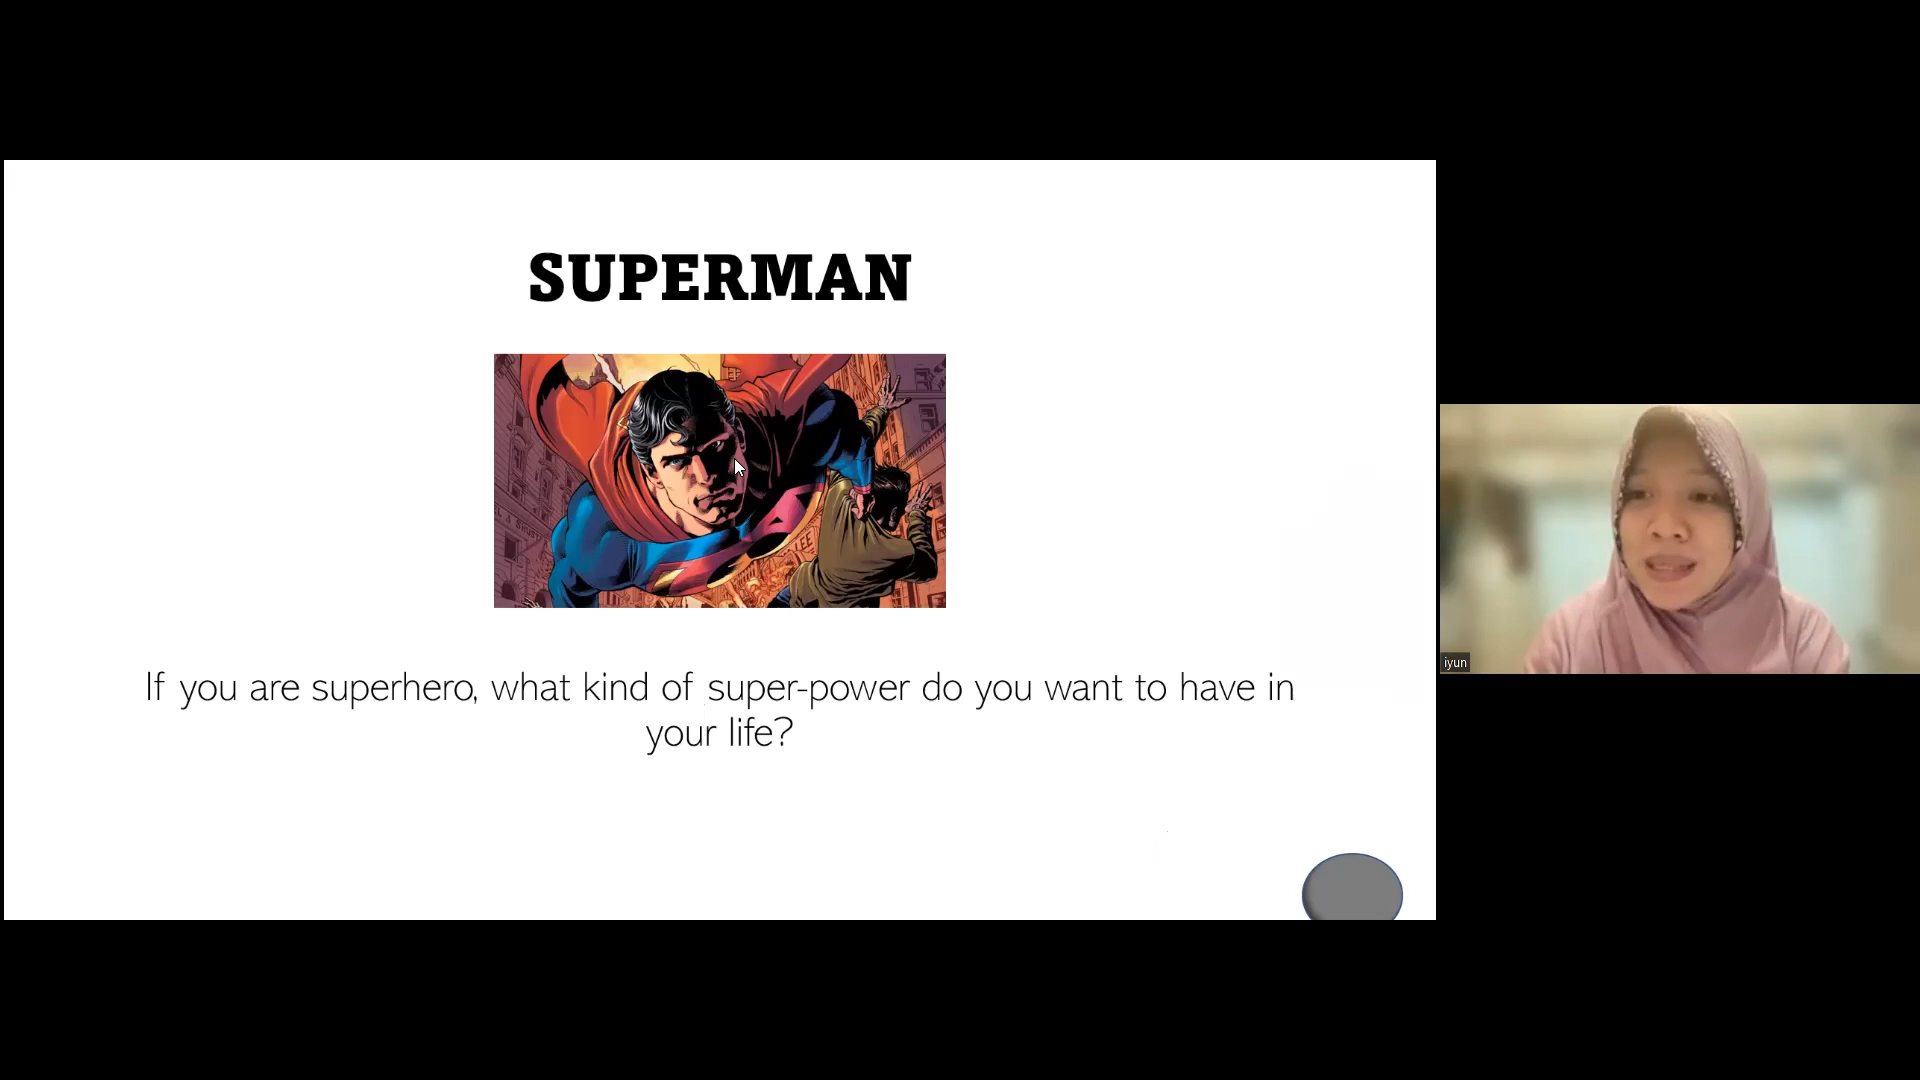 SUPERMAN
If you are superhero, what kind of super-power do you want to have in
your life?
iyun